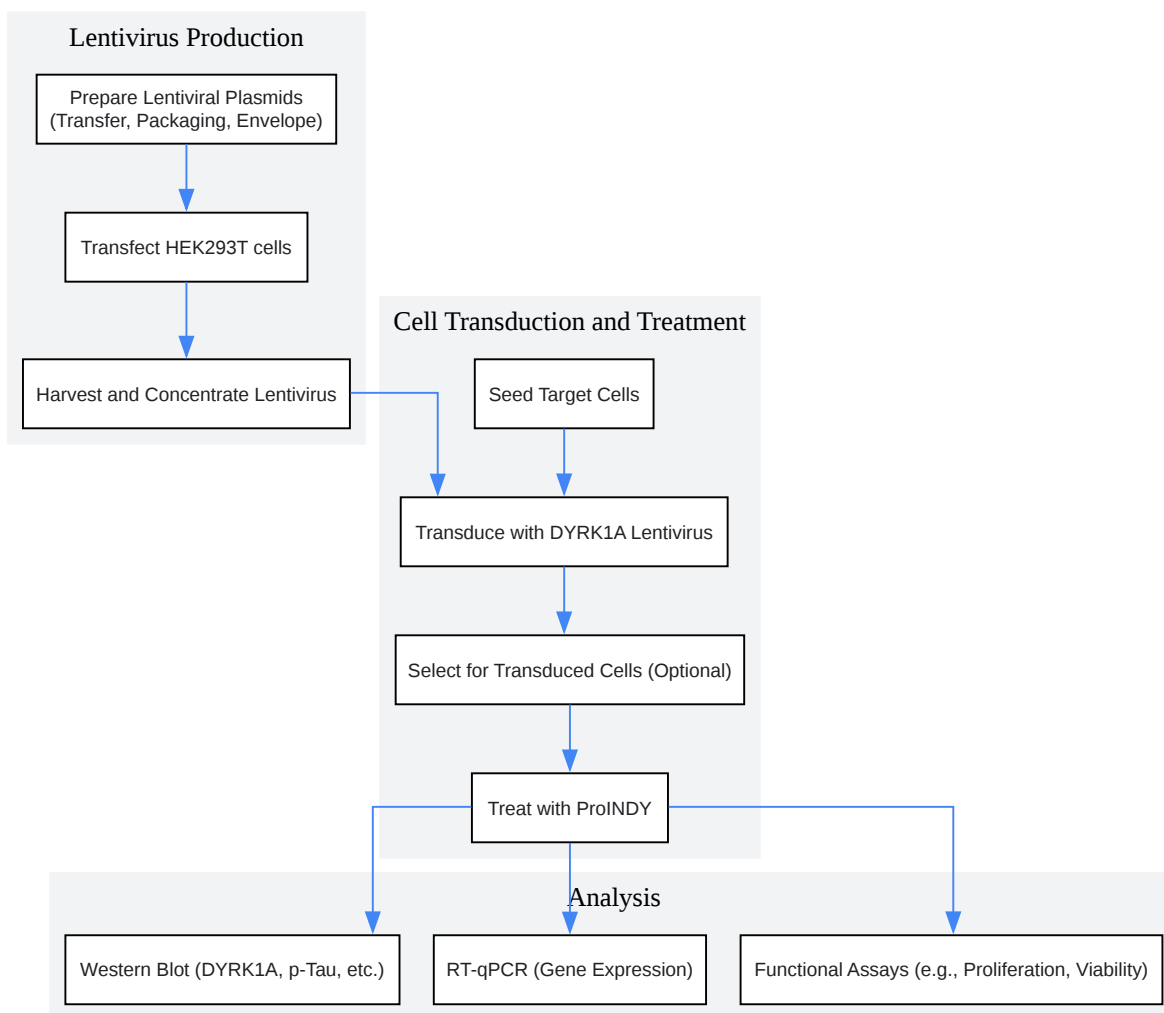 Lentivirus Production
Prepare Lentiviral Plasmids
(Transfer, Packaging, Envelope)
Transfect HEK293T cells
Harvest and Concentrate Lentivirus
Cell Transduction and Treatment
Seed Target Cells
Transduce with DYRK1A Lentivirus
Select for Transduced Cells (Optional)
Treat with ProINDY
Analysis
Western Blot (DYRK1A, p-Tau, etc.)
RT-qPCR (Gene Expression)
Functional Assays (e.g., Proliferation, Viability)